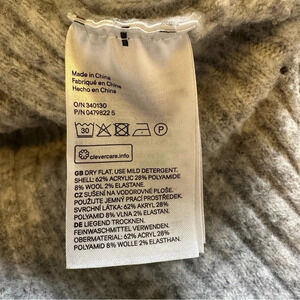 Made in China
Fabriqué en China
Hecho en China
O/N 340130
P/N 0479822 5
30 P
clevercare.info
GB DRY FLAT, USE MILD DETERGENT.
SHELL: 62% ACRYLIC 28% POLYAMIDE
8% WOOL 2% ELASTANE.
CZ SUŠENÍ NA VODOROVNÉ PLOŠE.
POUŽIJTE JEMNÝ PRACÍ PROSTŘEDEK.
SVRCHNÍ LÁTKA: 62% AKRYL 28%
POLYAMID 8% VLNA 2% ELASTAN.
DE LIEGEND TROCKNEN.
FEINWASCHMITTEL VERWENDEN.
OBERMATERIAL: 62% ACRYL 28%
POLYAMID 8% WOLLE 2% ELASTHAN.